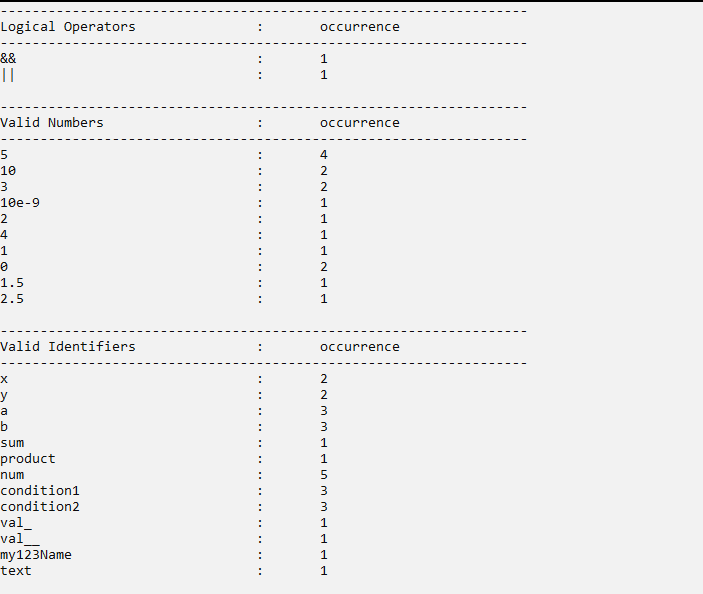 ----------------------------------------------------------------
Logical Operators : occurrence
------------------------------------------------------------------
&& : 1
|| : 1
------------------------------------------------------------------
Valid Numbers : occurrence
------------------------------------------------------------------
5 : 4
10 : 2
3 : 2
10e-9 : 1
2 : 1
4 : 1
1 : 1
0 : 2
1.5 : 1
2.5 : 1
------------------------------------------------------------------
Valid Identifiers : occurrence
------------------------------------------------------------------
x : 2
y : 2
a : 3
b : 3
sum : 1
product : 1
num : 5
condition1 : 3
condition2 : 3
val_ : 1
val__ : 1
my123Name : 1
text : 1